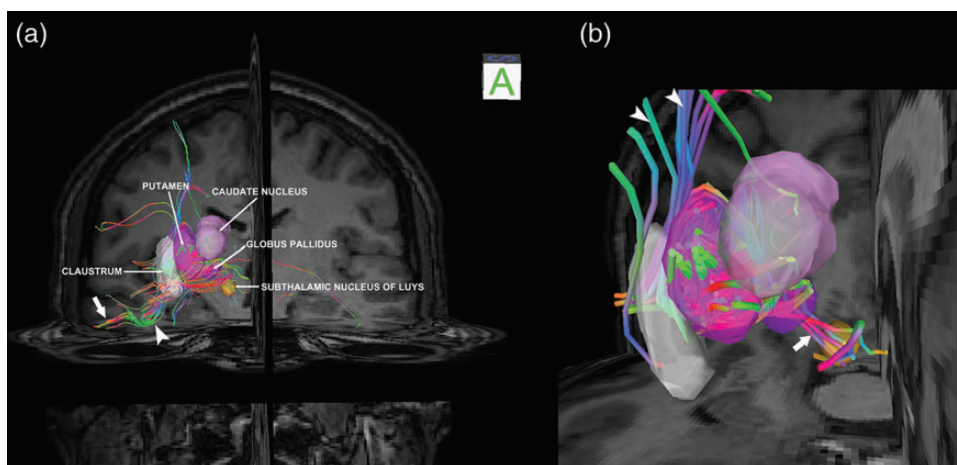 (a)
(b)
A
PUTAMEN
CAUDATE NUCLEUS
GLOBUS PALLIDUS
CLAUSTRUM
SUBTHALAMIC NUCLEUS OF LUYS